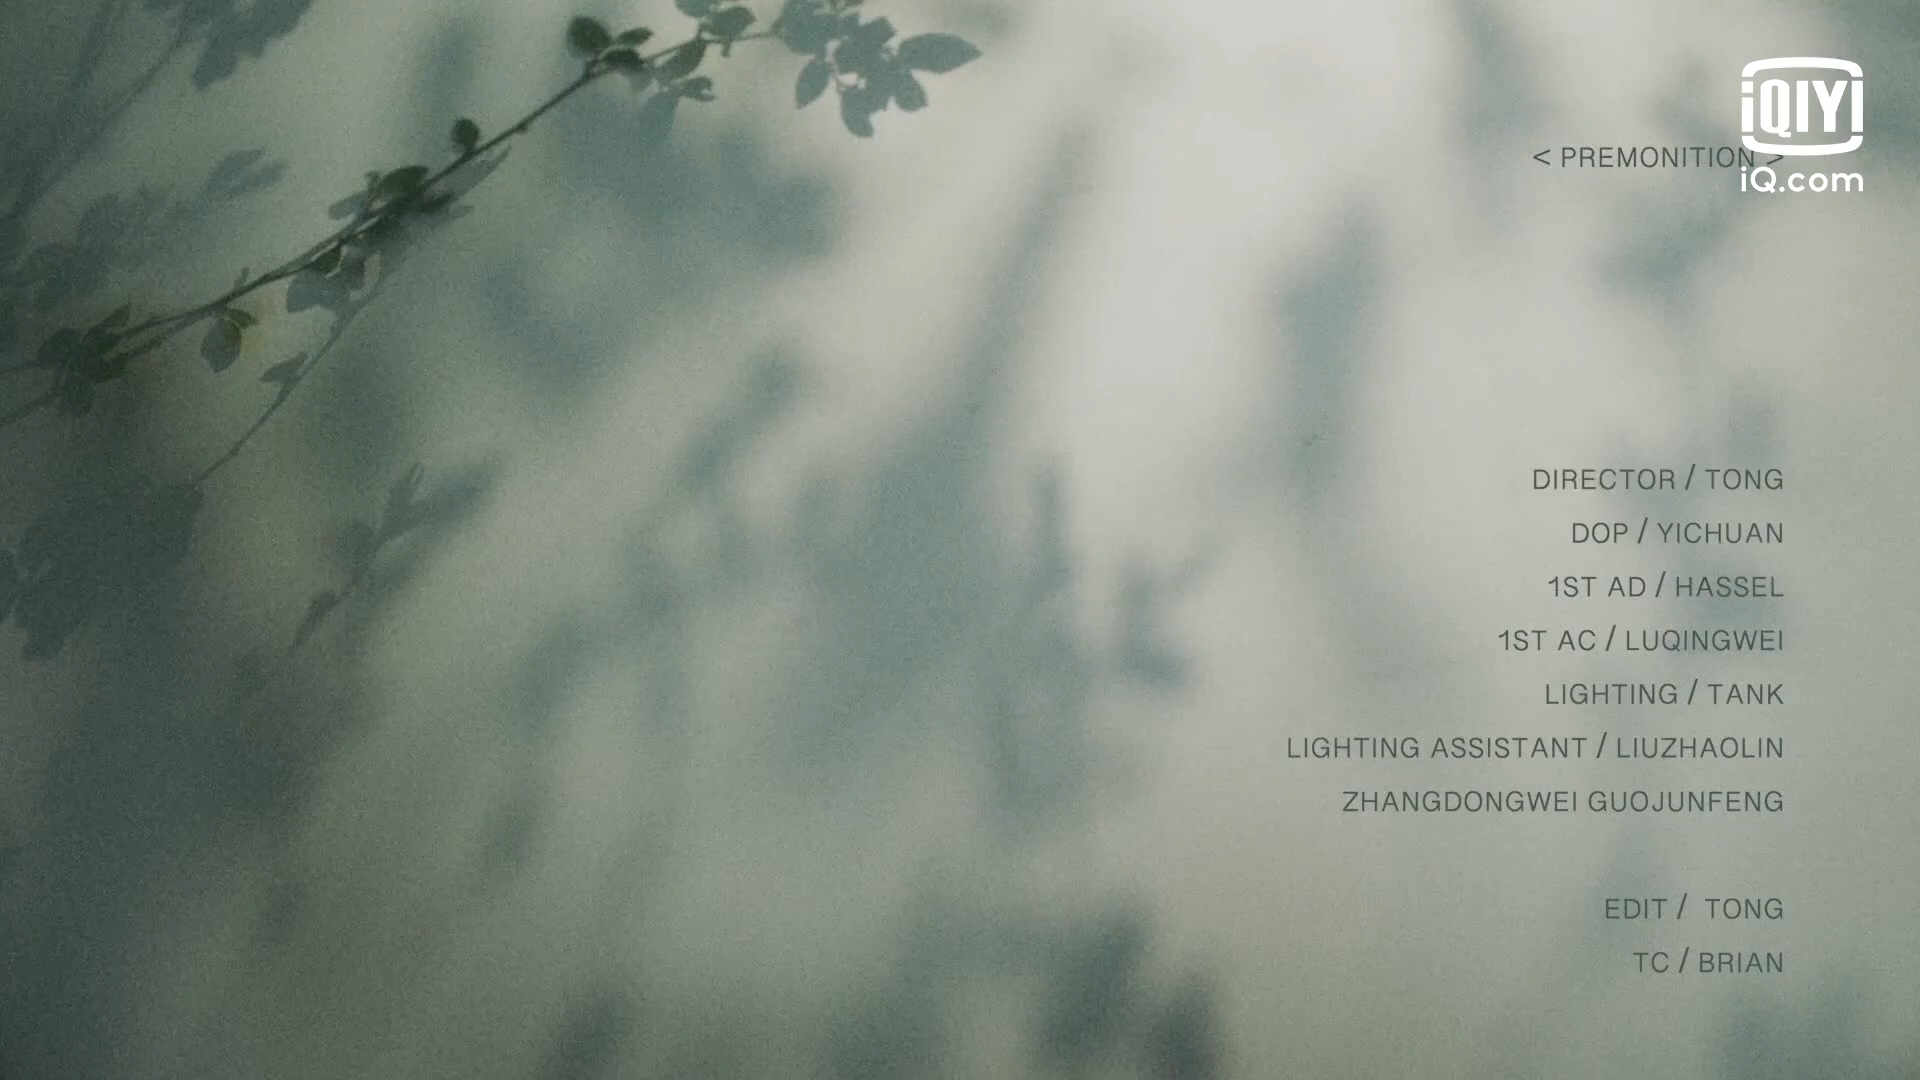 iQIYI
< PREMONITION >
iQ.com
DIRECTOR / TONG
DOP / YICHUAN
1ST AD / HASSEL
1ST AC / LUQINGWEI
LIGHTING / TANK
LIGHTING ASSISTANT / LIUZHAOLIN
ZHANGDONGWEI GUOJUNFENG
EDIT / TONG
TC / BRIAN